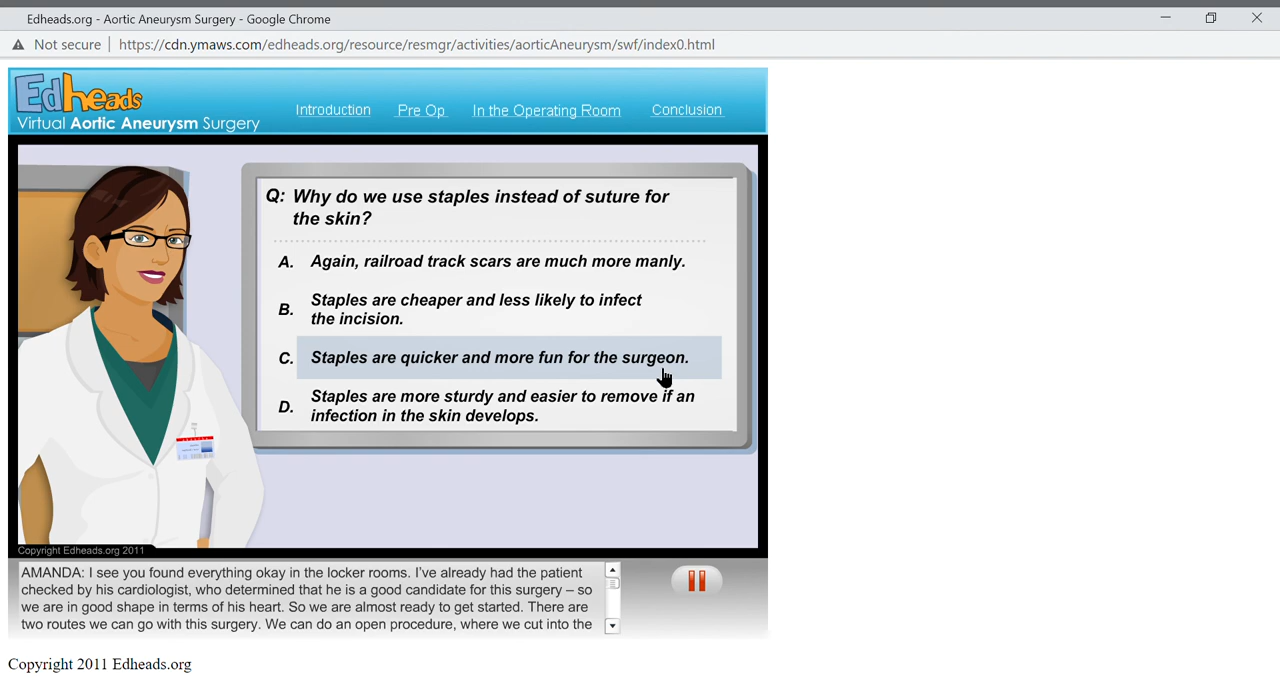 Edheads.org - Aortic Aneurysm Surgery - Google Chrome
Not secure | https://cdn.ymaws.com/edheads.org/resource/resmgr/activities/aorticAneurysm/swf/index0.html
Edheads
Virtual Aortic Aneurysm Surgery
Introduction Pre Op In the Operating Room Conclusion
Q: Why do we use staples instead of suture for
the skin?
A. Again, railroad track scars are much more manly.
B. Staples are cheaper and less likely to infect
the incision.
C. Staples are quicker and more fun for the surgeon.
D. Staples are more sturdy and easier to remove if an
infection in the skin develops.
Copyright Edheads.org 2011
AMANDA: I see you found everything okay in the locker rooms. I've already had the patient
checked by his cardiologist, who determined that he is a good candidate for this surgery – so
we are in good shape in terms of his heart. So we are almost ready to get started. There are
two routes we can go with this surgery. We can do an open procedure, where we cut into the
Copyright 2011 Edheads.org